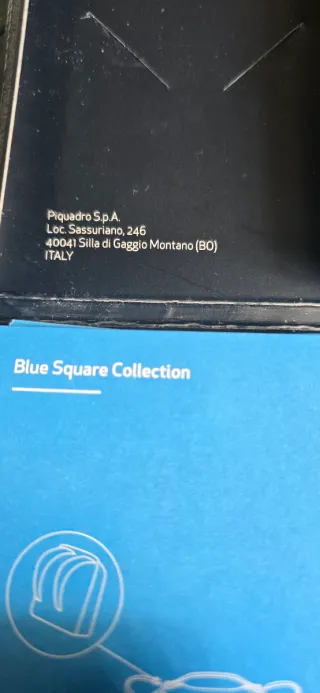 Piquadro S.p.A.
Loc. Sassuriano, 246
40041 Silla di Gaggio Montano (BO)
ITALY
Blue Square Collection